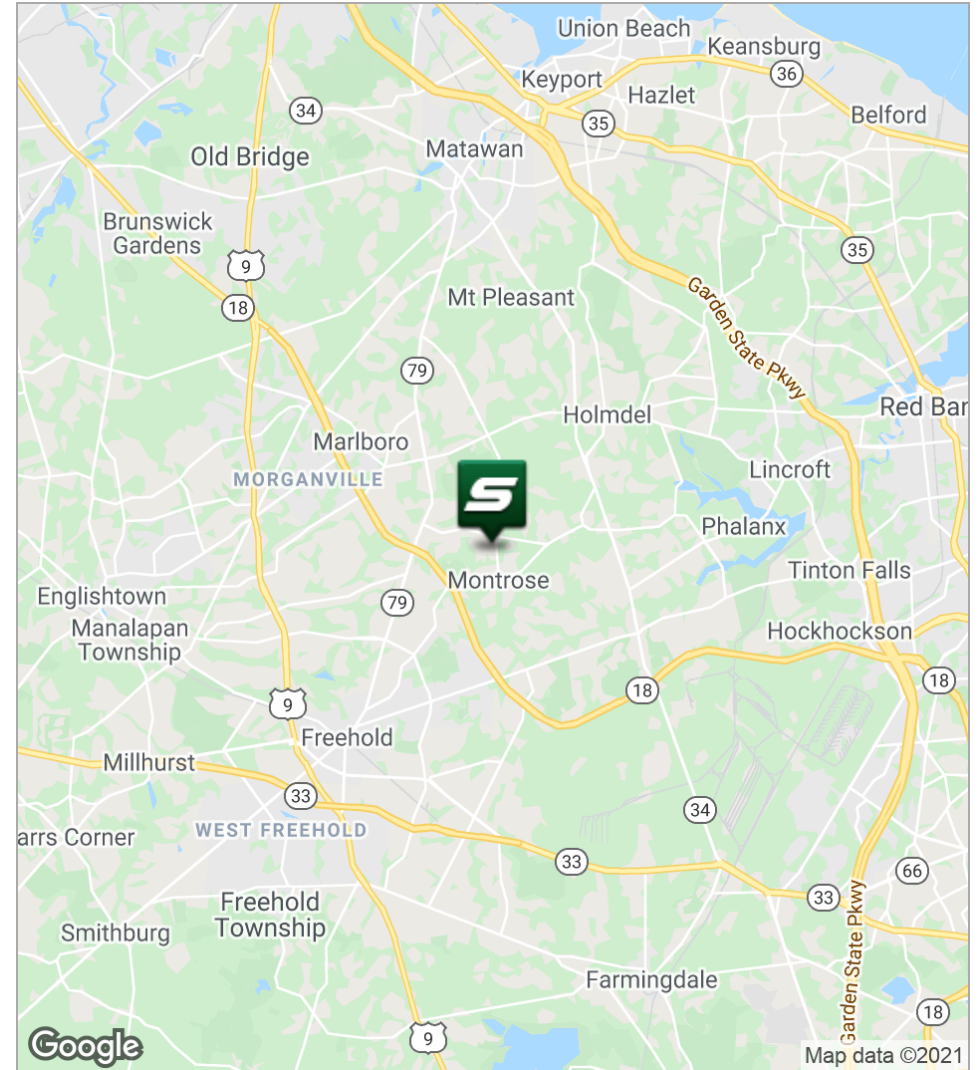 Union Beach
Keansburg
Keyport
36
Hazlet
34
35
Belford
Old Bridge
Matawan
Brunswick
Gardens
35
9
18
Mt Pleasant
Garden State Pkwy
79
Holmdel
Red Bar
Marlboro
MORGANVILLE
Lincroft
S
Phalanx
Montrose
Tinton Falls
Englishtown
79
Manalapan
Township
Hockhockson
18
18
9
Freehold
Millhurst
33
34
arrs Corner
WEST FREEHOLD
33
66
33
Freehold
Township
Smithburg
Garden State Pkwy
Farmingdale
18
9
Google
Map data ©2021